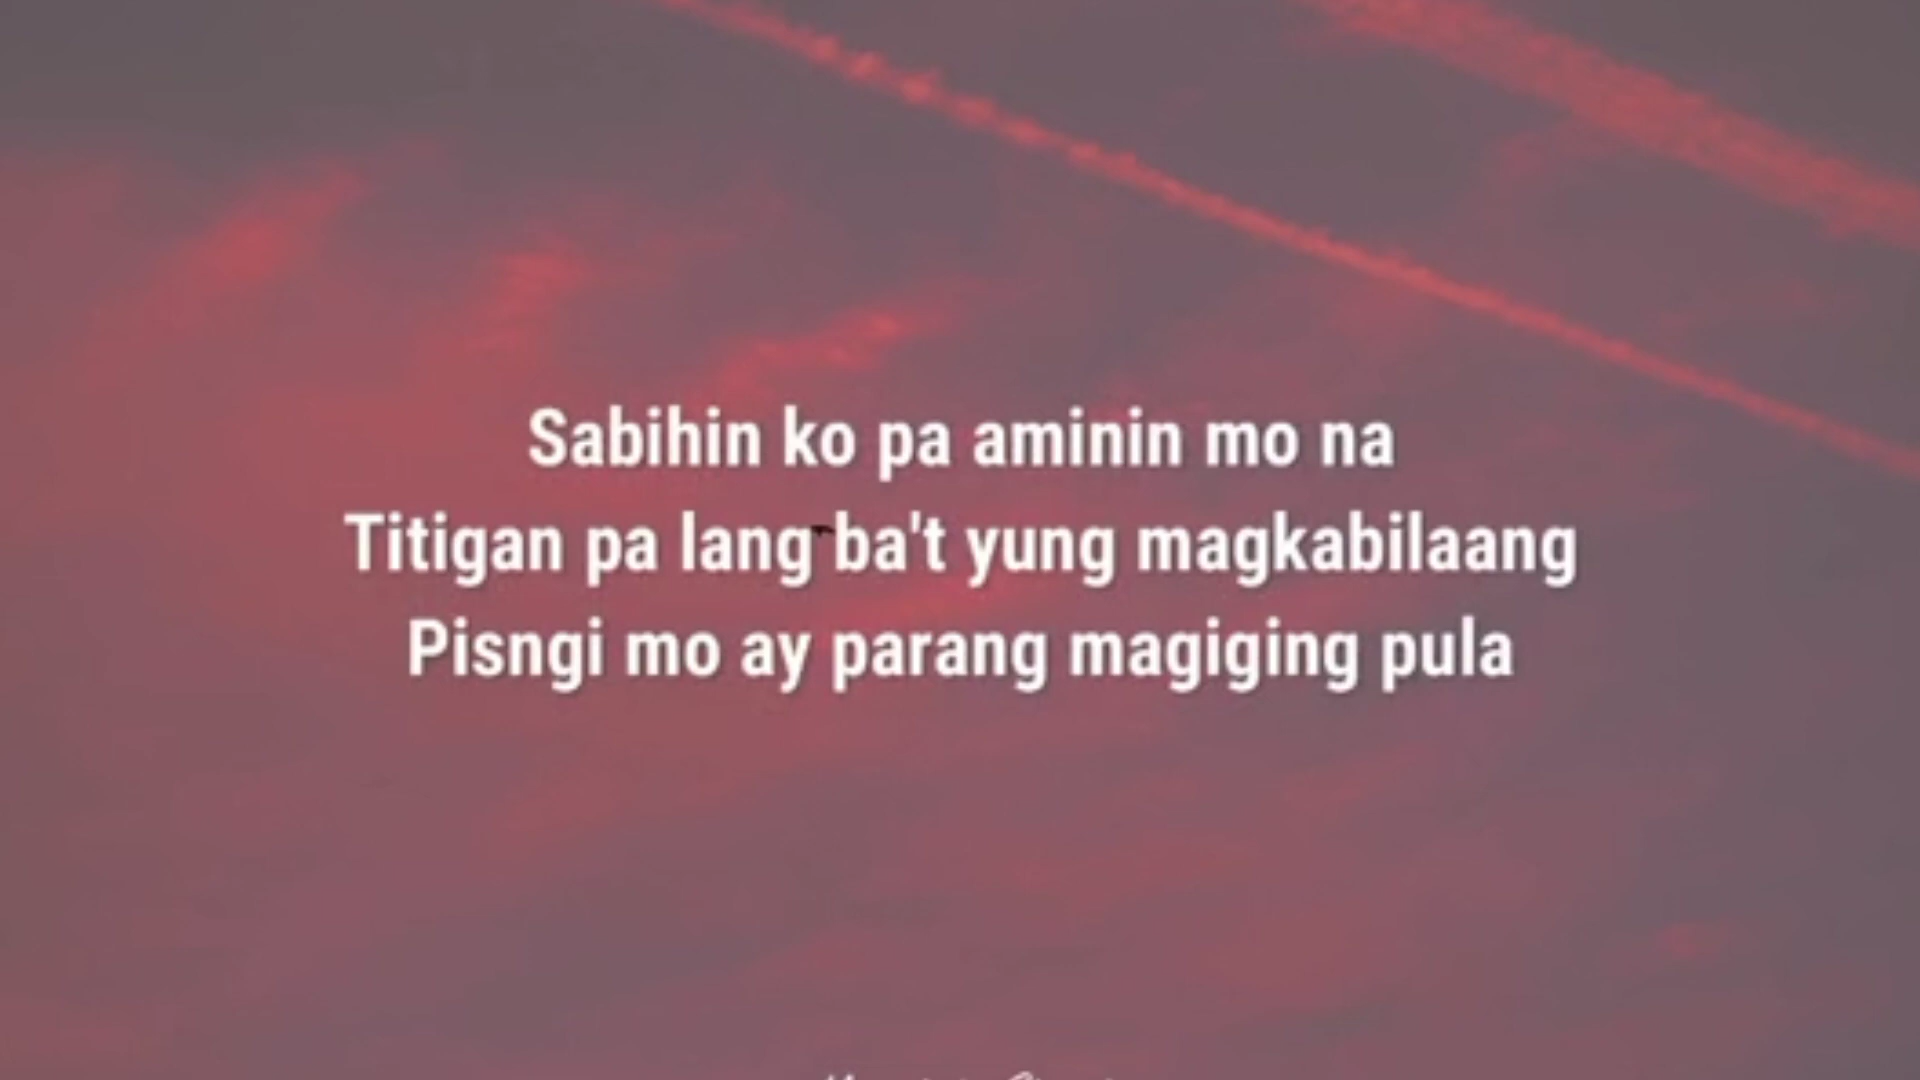 Sabihin ko pa aminin mo na
Titigan pa lang ba't yung magkabilaang
Pisngi mo ay parang magiging pula